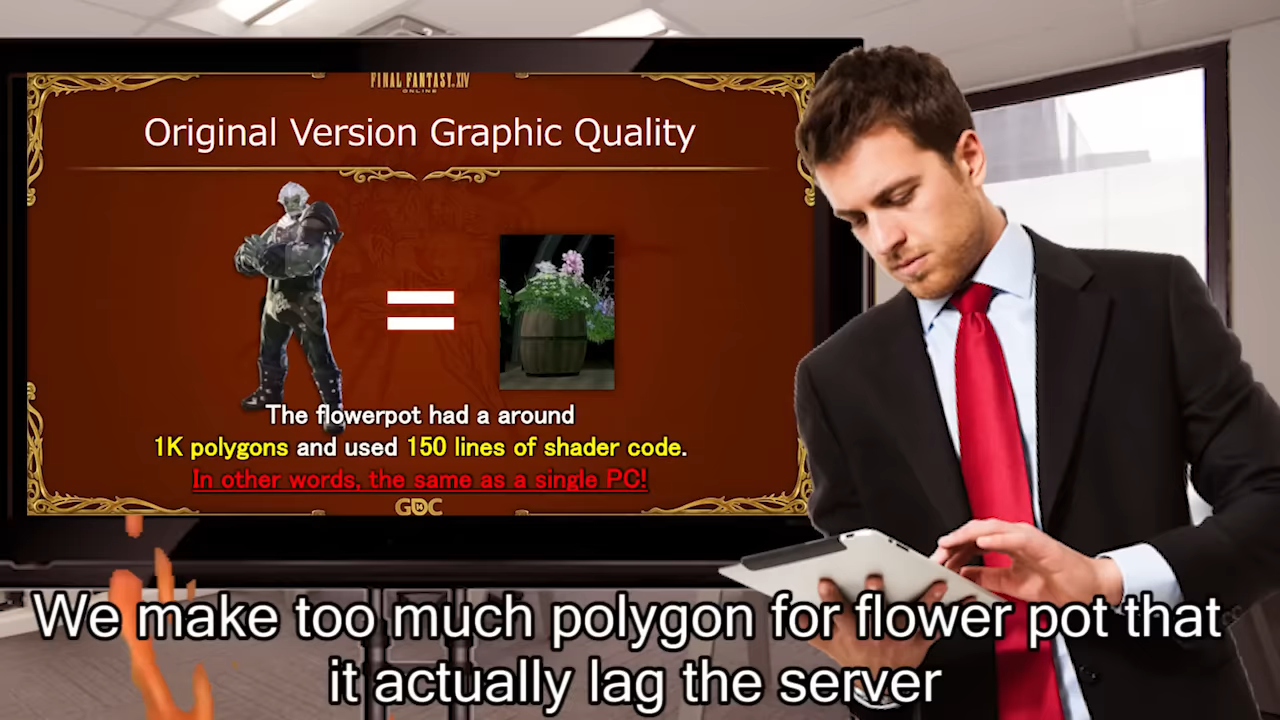 FINAL FANTASY XIV
ONLINE
Original Version Graphic Quality
=
The flowerpot had a around
1K polygons and used 150 lines of shader code.
In other words, the same as a single PC!
GDC
We make too much polygon for flower pot that
it actually lag the server